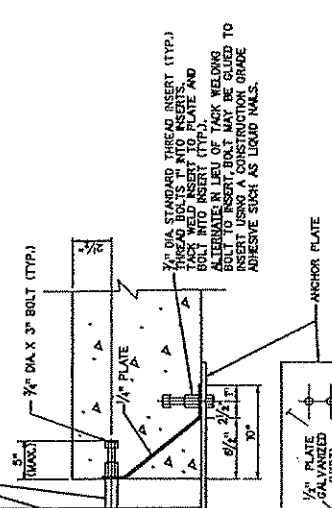 3/4" DIA. X 3" BOLT (TYP.)
2 1/2"
5"
(MAX.)
1/4" PLATE
3/4" DIA. STANDARD THREAD INSERT (TYP.)
THREAD BOLTS 1" INTO INSERTS.
TACK WELD INSERT TO PLATE AND
BOLT INTO INSERT (TYP.).
ALTERNATE: IN LIEU OF TACK WELDING
BOLT TO INSERT, BOLT MAY BE GLUED TO
INSERT USING A CONSTRUCTION GRADE
ADHESIVE SUCH AS LIQUID NAILS.
2 1/2" 1"
10"
ANCHOR PLATE
PLATE
GALVANIZED